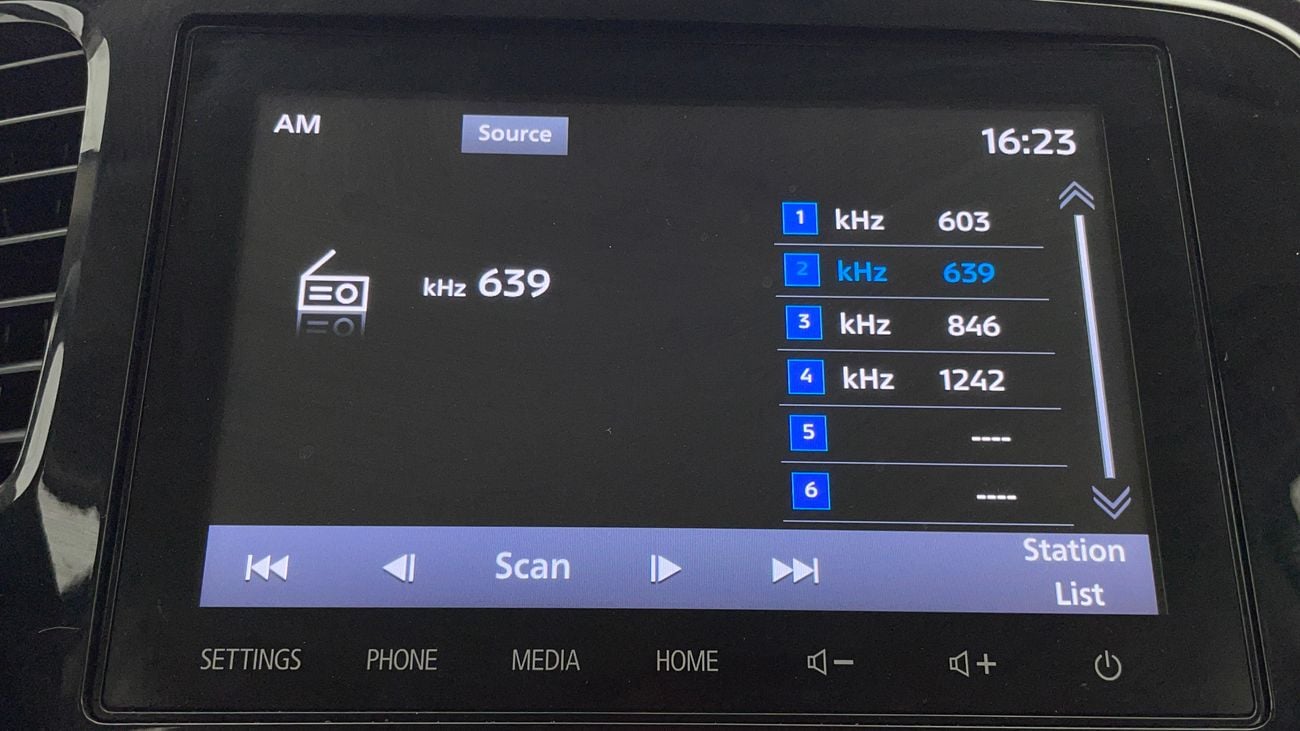 AM Source 16:23
kHz 639
1 kHz 603
2 kHz 639
3 kHz 846
4 kHz 1242
5 ----
6 ----
Scan
Station
List
SETTINGS PHONE MEDIA HOME - +